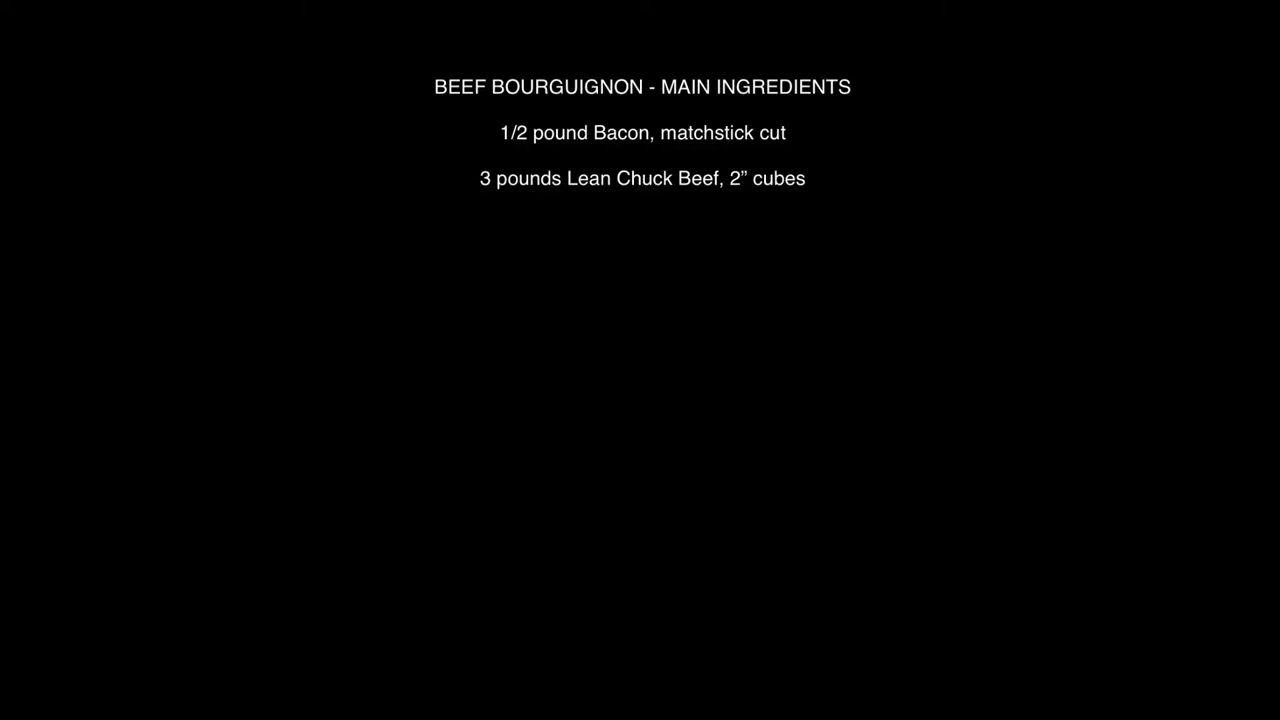 BEEF BOURGUIGNON - MAIN INGREDIENTS
1/2 pound Bacon, matchstick cut
3 pounds Lean Chuck Beef, 2” cubes